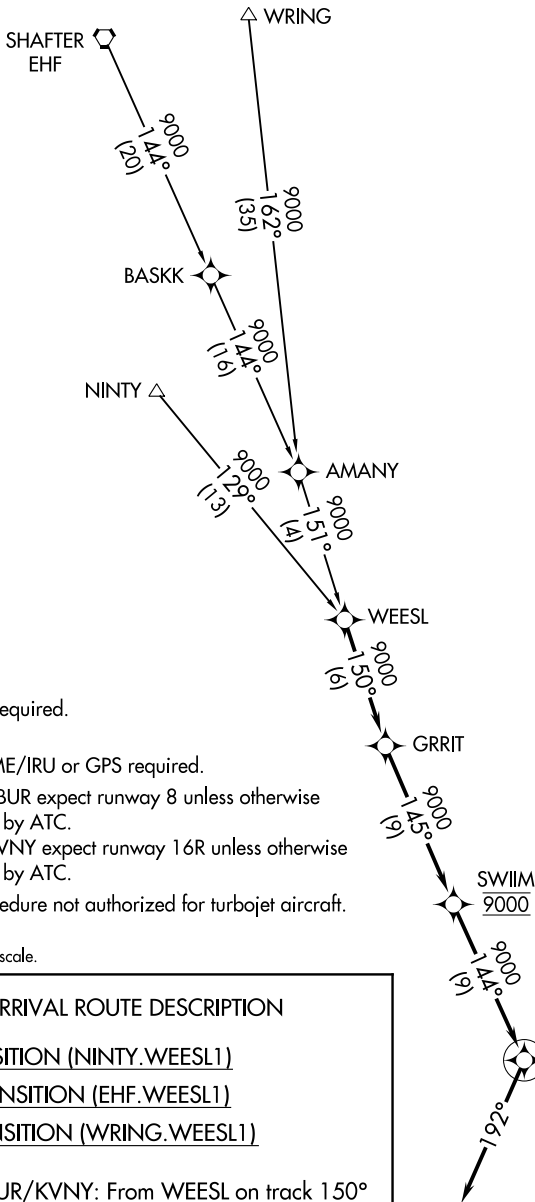 WRING
SHAFTER
EHF
9000
144°
(20)
9000
162°
(35)
BASKK
9000
144°
(16)
NINTY
9000
129°
(13)
AMANY
9000
151°
(4)
WEESL
9000
150°
(6)
equired.
GRRIT
ME/IRU or GPS required.
BUR expect runway 8 unless otherwise
by ATC.
VNY expect runway 16R unless otherwise
by ATC.
9000
145°
(9)
SWIIM
9000
edure not authorized for turbojet aircraft.
scale.
9000
144°
(9)
RRIVAL ROUTE DESCRIPTION
SITION (NINTY.WEESL1)
NSITION (EHF.WEESL1)
NSITION (WRING.WEESL1)
192°
UR/KVNY: From WEESL on track 150°